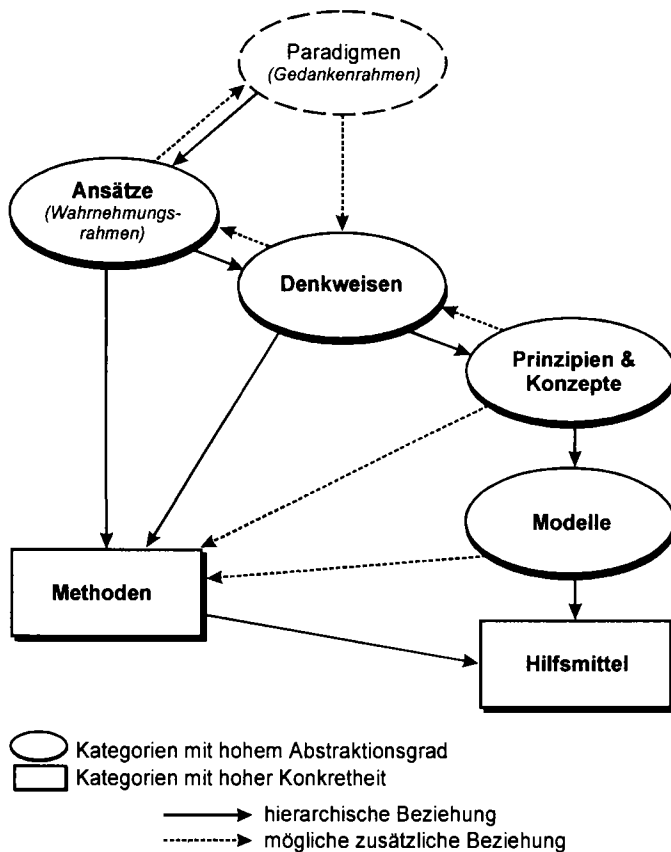 Paradigmen
(Gedankenrahmen)
Ansätze
(Wahrnehmungs-
rahmen)
Denkweisen
Prinzipien &
Konzepte
Modelle
Methoden
Hilfsmittel
Kategorien mit hohem Abstraktionsgrad
Kategorien mit hoher Konkretheit
hierarchische Beziehung
mögliche zusätzliche Beziehung